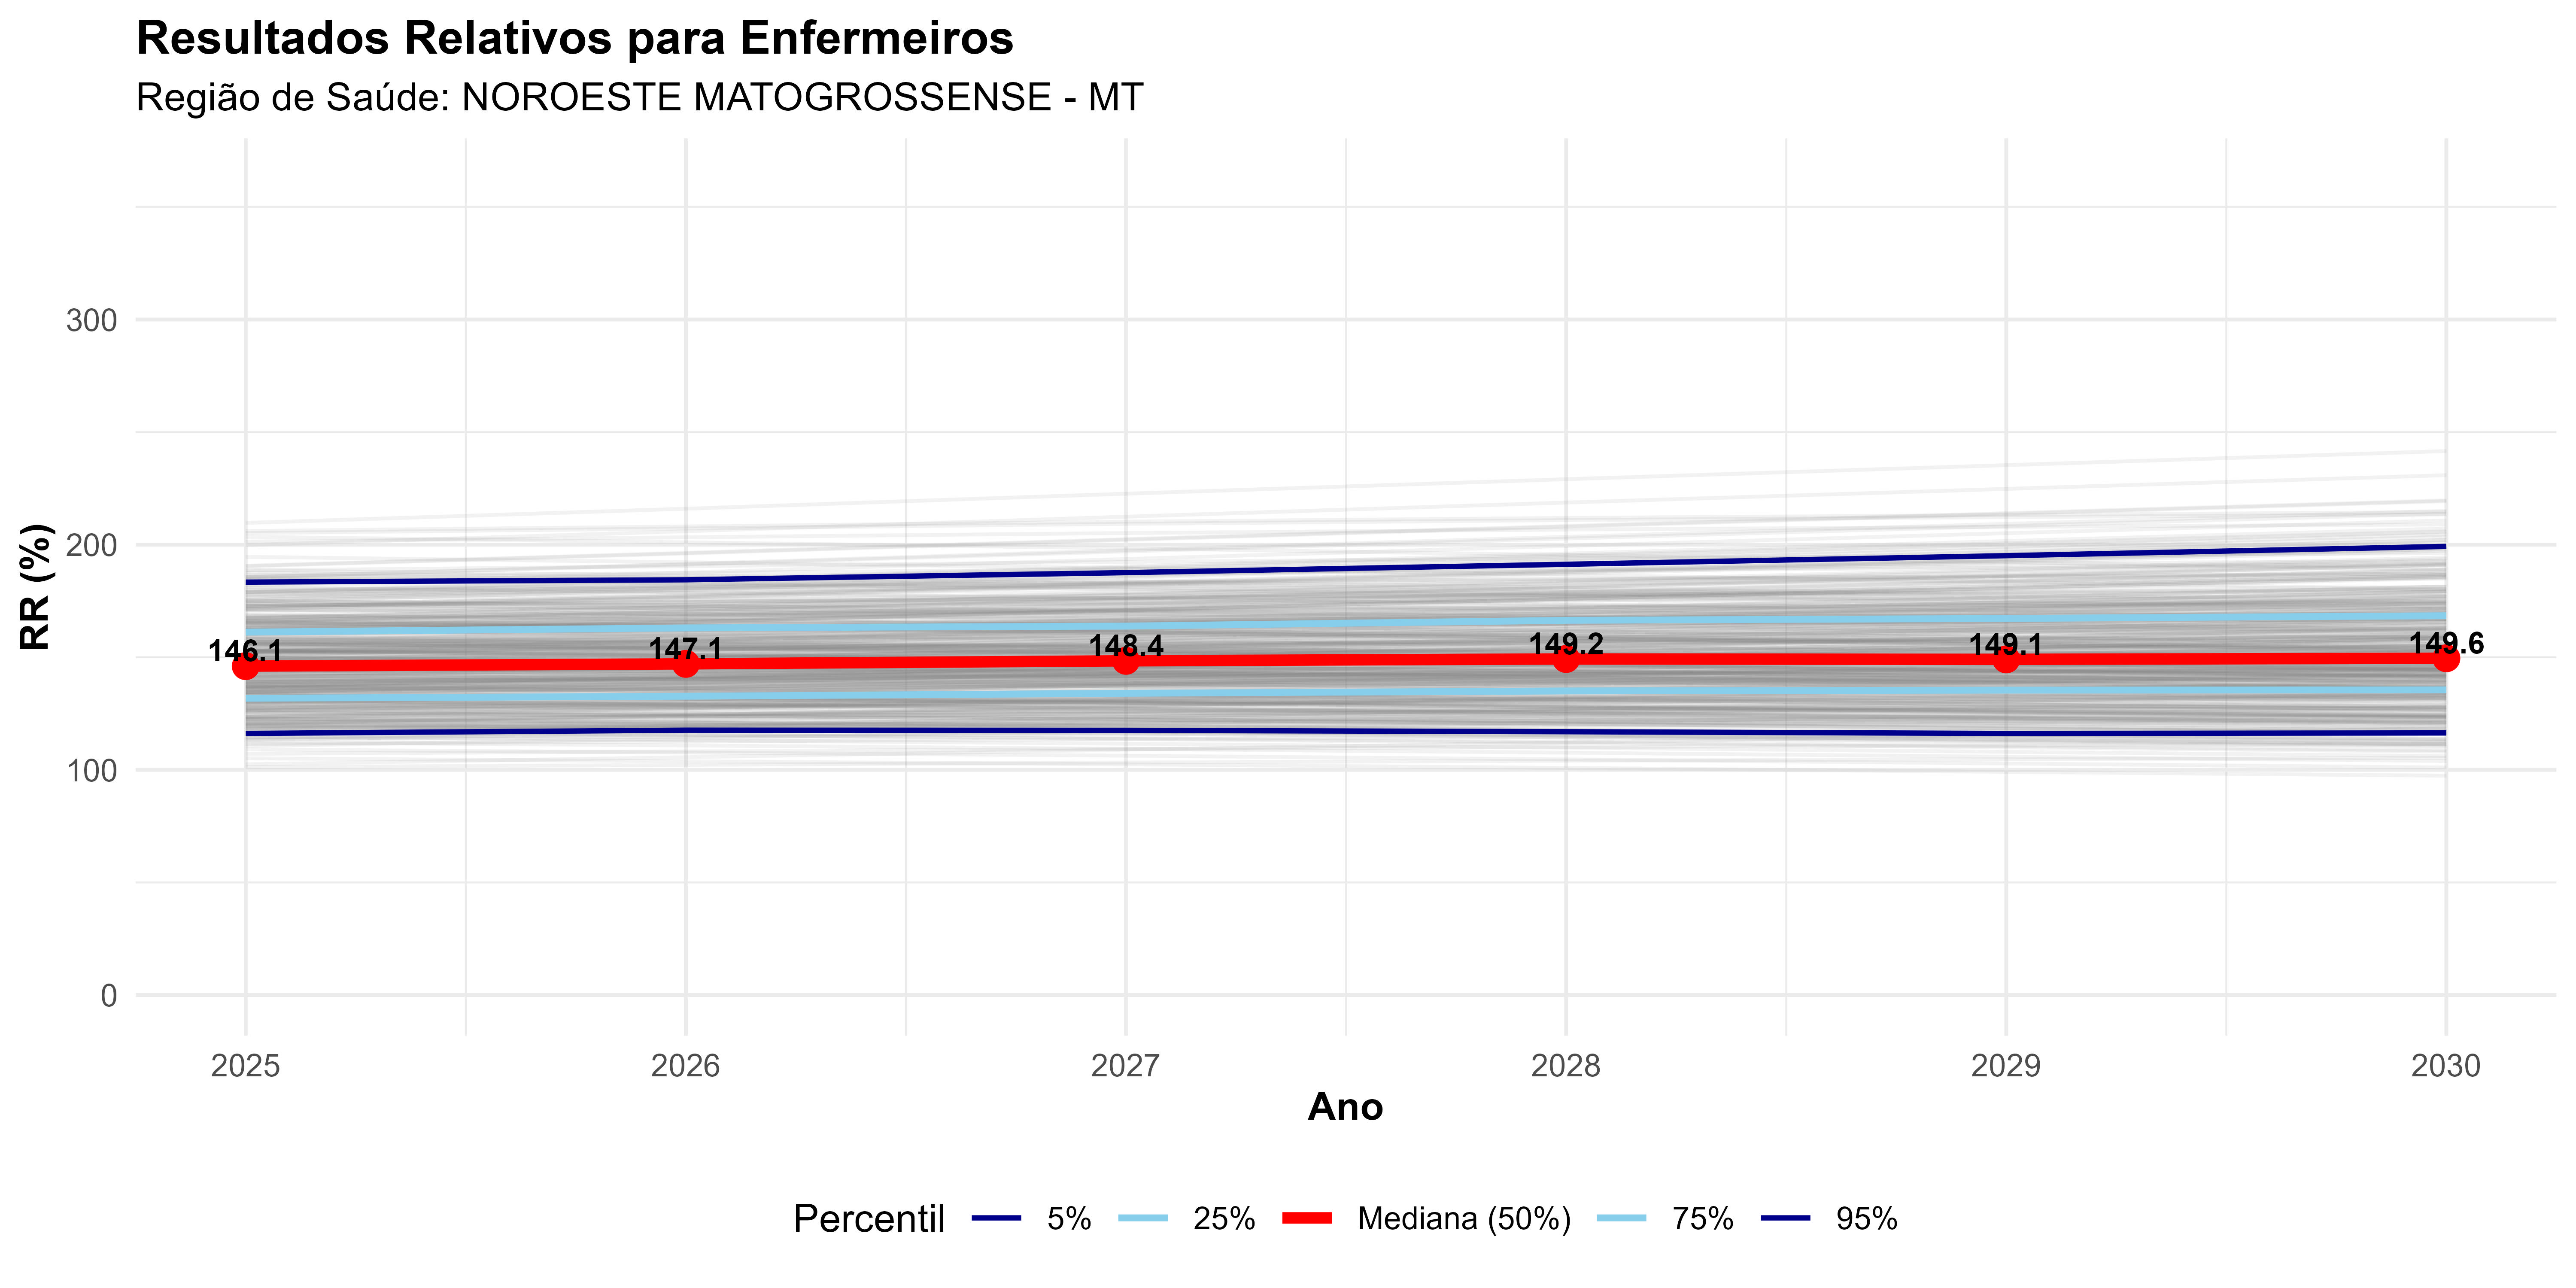 Resultados Relativos para Enfermeiros
Região de Saúde: NOROESTE MATOGROSSENSE - MT
RR (%)
300
200
100
0
146.1 147.1 148.4 149.2 149.1 149.6
2025 2026 2027 2028 2029 2030
Ano
Percentil 5% 25% Mediana (50%) 75% 95%